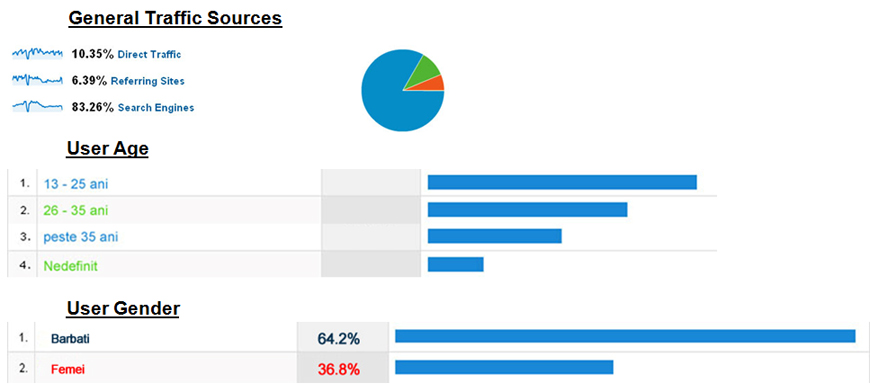 General Traffic Sources
10.35% Direct Traffic
6.39% Referring Sites
83.26% Search Engines
User Age
1. 13 - 25 ani
2. 26 - 35 ani
3. peste 35 ani
4. Nedefinit
User Gender
1. Barbati 64.2%
2. Femei 36.8%